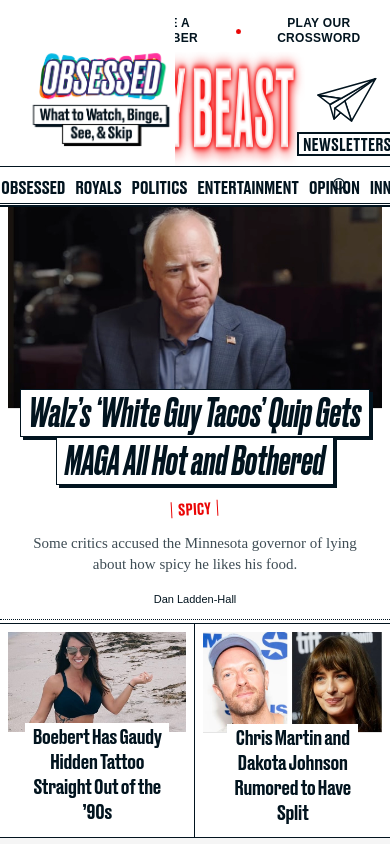 E A
BER
PLAY OUR
CROSSWORD
OBSESSED
What to Watch, Binge,
See, & Skip
Y BEAST
NEWSLETTERS
OBSESSED ROYALS POLITICS ENTERTAINMENT OPINION INN
Walz’s ‘White Guy Tacos’ Quip Gets
MAGA All Hot and Bothered
SPICY
Some critics accused the Minnesota governor of lying
about how spicy he likes his food.
Dan Ladden-Hall
Boebert Has Gaudy
Hidden Tattoo
Straight Out of the
’90s
Chris Martin and
Dakota Johnson
Rumored to Have
Split